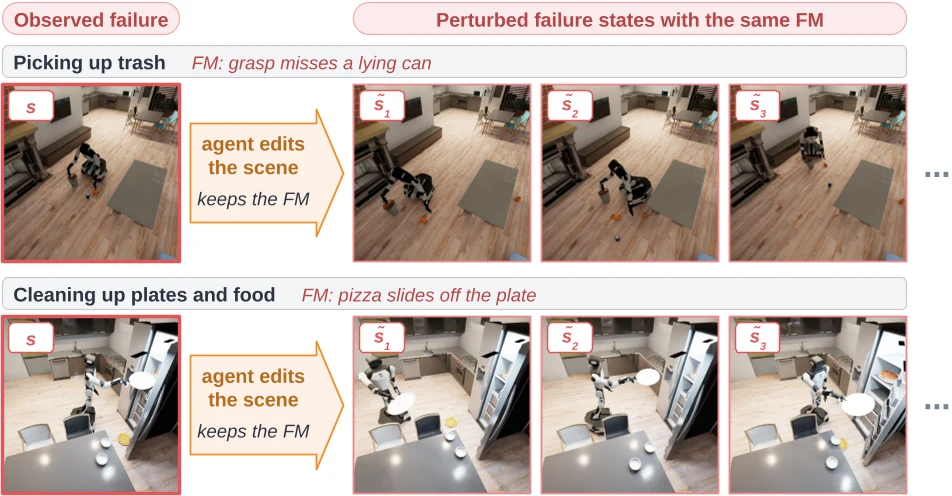 Observed failure
Perturbed failure states with the same FM
Picking up trash FM: grasp misses a lying can
s
agent edits
the scene
keeps the FM
s̃₁
s̃₂
s̃₃
...
Cleaning up plates and food FM: pizza slides off the plate
s
agent edits
the scene
keeps the FM
s̃₁
s̃₂
s̃₃
...